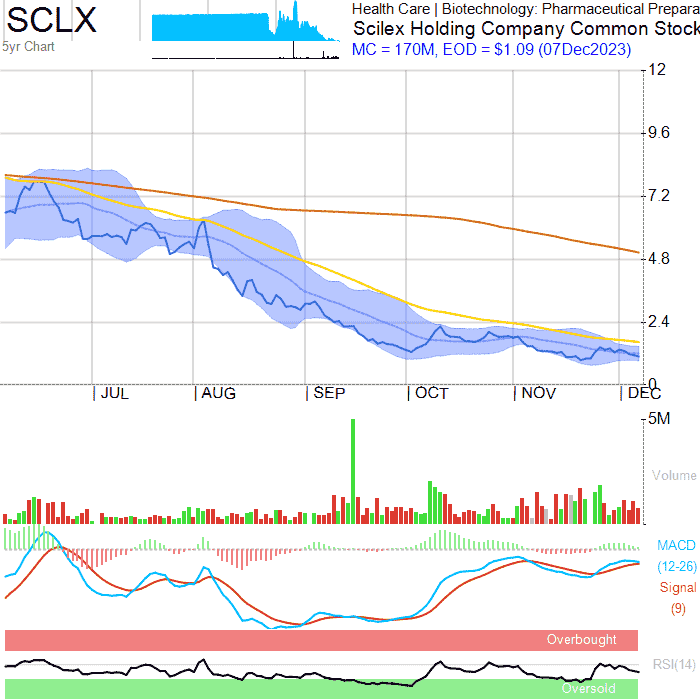 SCLX
5yr Chart
Health Care | Biotechnology: Pharmaceutical Prepara
Scilex Holding Company Common Stock
MC = 170M, EOD = $1.09 (07Dec2023)
12
9.6
7.2
4.8
2.4
0
| JUL | AUG | SEP | OCT | NOV | DEC
5M
Volume
MACD
(12-26)
Signal
(9)
Overbought
RSI(14)
Oversold